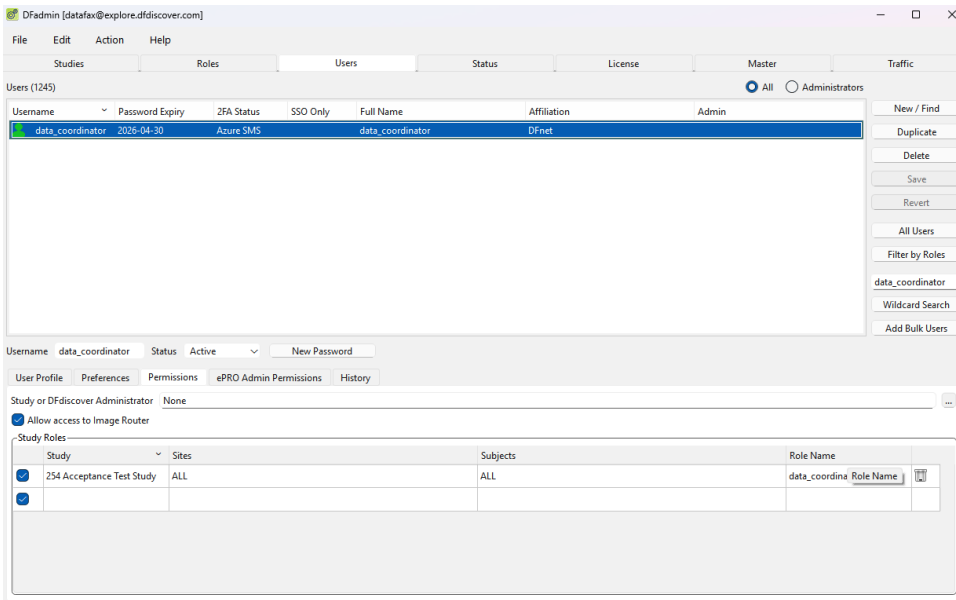 DFadmin [datafax@explore.dfdiscover.com]
File Edit Action Help
Studies Roles Users Status License Master Traffic
Users (1245) All Administrators
Username Password Expiry 2FA Status SSO Only Full Name Affiliation Admin
data_coordinator 2026-04-30 Azure SMS data_coordinator DFnet
New / Find
Duplicate
Delete
Save
Revert
All Users
Filter by Roles
data_coordinator
Wildcard Search
Add Bulk Users
Username data_coordinator Status Active New Password
User Profile Preferences Permissions ePRO Admin Permissions History
Study or DFdiscover Administrator None ...
Allow access to Image Router
Study Roles
Study Sites Subjects Role Name
254 Acceptance Test Study ALL ALL data_coordina Role Name